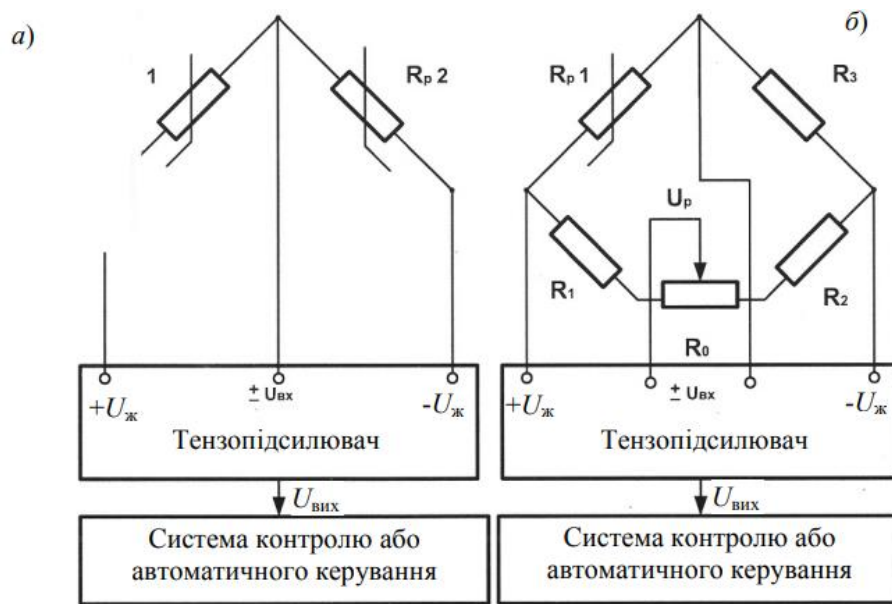 а)
1
Rр 2
+Uж
± Uвх
-Uж
Тензопідсилювач
Uвих
Система контролю або
автоматичного керування
б)
Rр 1
R3
Uр
R1
R2
R0
+Uж
± Uвх
-Uж
Тензопідсилювач
Uвих
Система контролю або
автоматичного керування